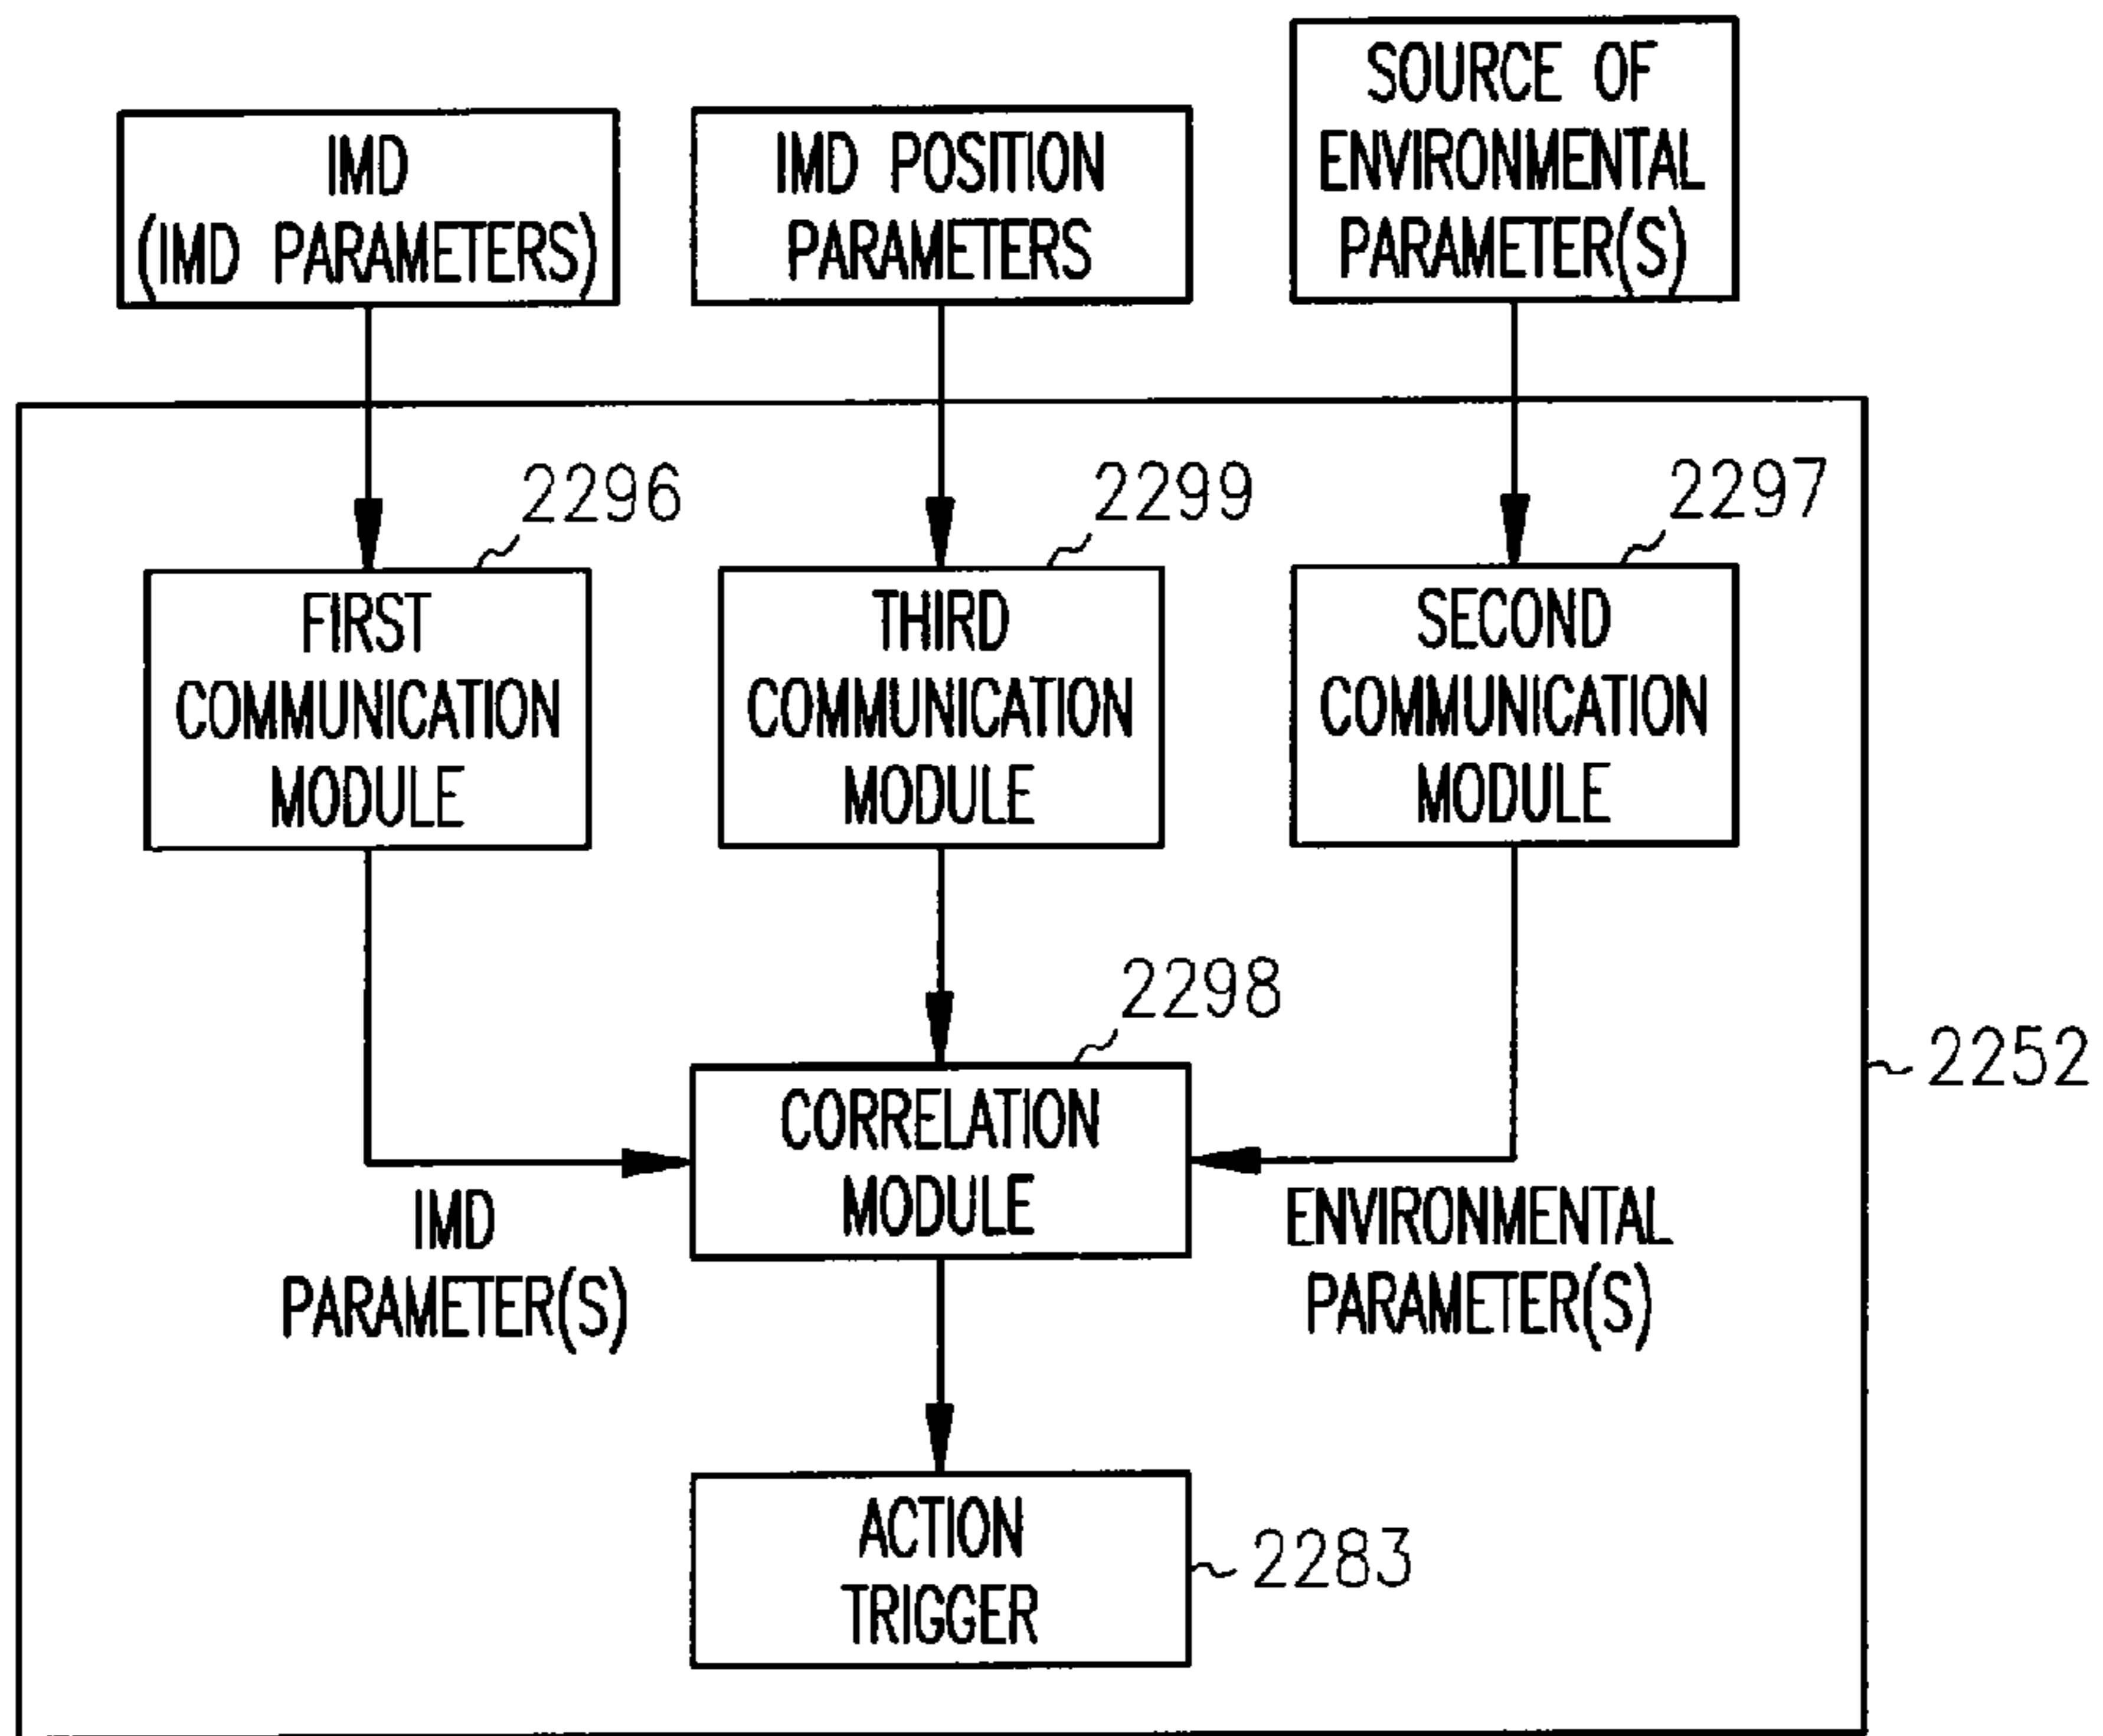 IMD
(IMD PARAMETERS)
IMD POSITION
PARAMETERS
SOURCE OF
ENVIRONMENTAL
PARAMETER(S)
2296
2299
2297
FIRST
COMMUNICATION
MODULE
THIRD
COMMUNICATION
MODULE
SECOND
COMMUNICATION
MODULE
2298
2252
CORRELATION
MODULE
IMD
PARAMETER(S)
ENVIRONMENTAL
PARAMETER(S)
ACTION
TRIGGER
2283